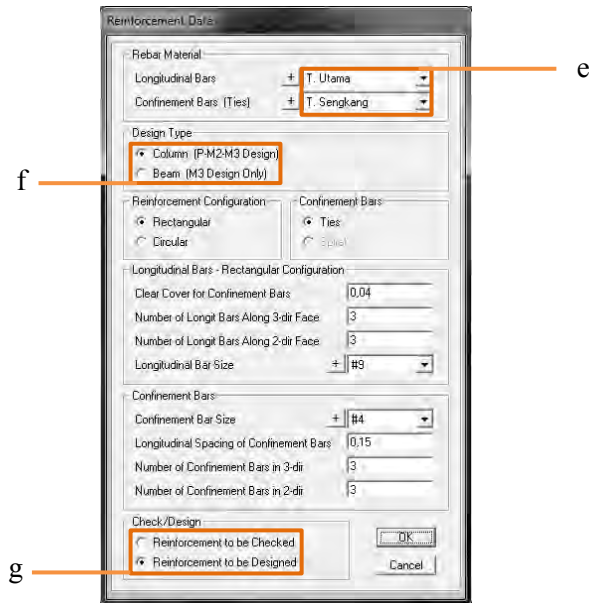 Reinforcement Data
Rebar Material
Longitudinal Bars + T. Utama
e
Confinement Bars (Ties) + T. Sengkang
Design Type
Column (P-M2-M3 Design)
Beam (M3 Design Only)
f
Reinforcement Configuration Confinement Bars
Rectangular Ties
Circular Spiral
Longitudinal Bars - Rectangular Configuration
Clear Cover for Confinement Bars 0,04
Number of Longit Bars Along 3-dir Face 3
Number of Longit Bars Along 2-dir Face 3
Longitudinal Bar Size + #9
Confinement Bars
Confinement Bar Size + #4
Longitudinal Spacing of Confinement Bars 0,15
Number of Confinement Bars in 3-dir 3
Number of Confinement Bars in 2-dir 3
Check/Design
Reinforcement to be Checked OK
Reinforcement to be Designed Cancel
g